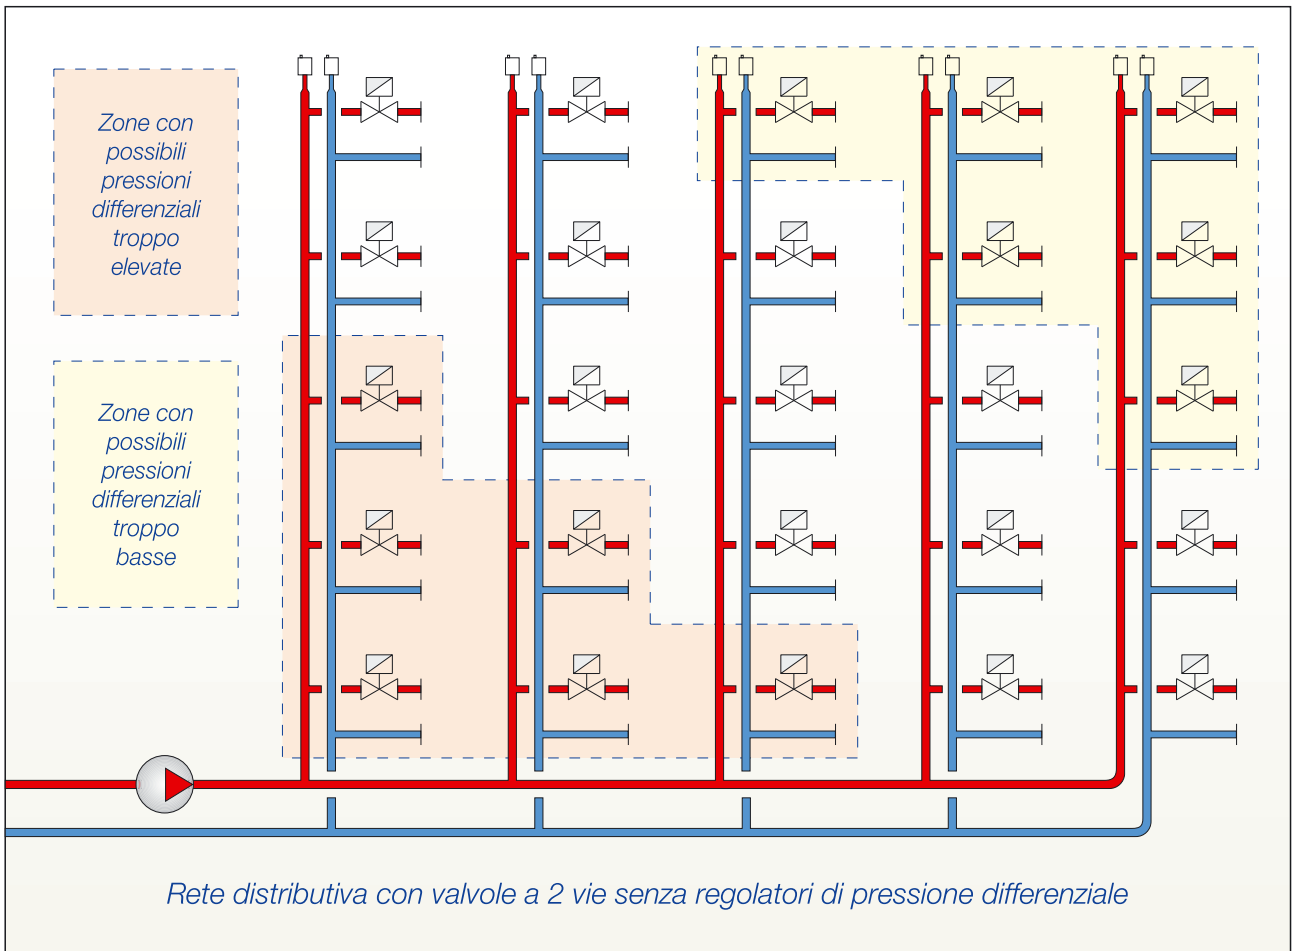 Zone con
possibili
pressioni
differenziali
troppo
elevate
Zone con
possibili
pressioni
differenziali
troppo
basse
Rete distributiva con valvole a 2 vie senza regolatori di pressione differenziale